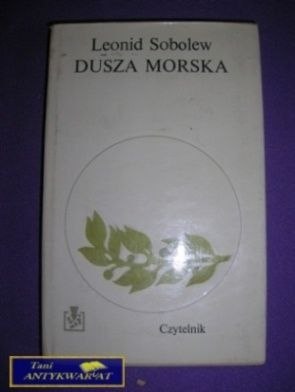 Leonid Sobolew
DUSZA MORSKA
Czytelnik
Tani
ANTYKWARIAT